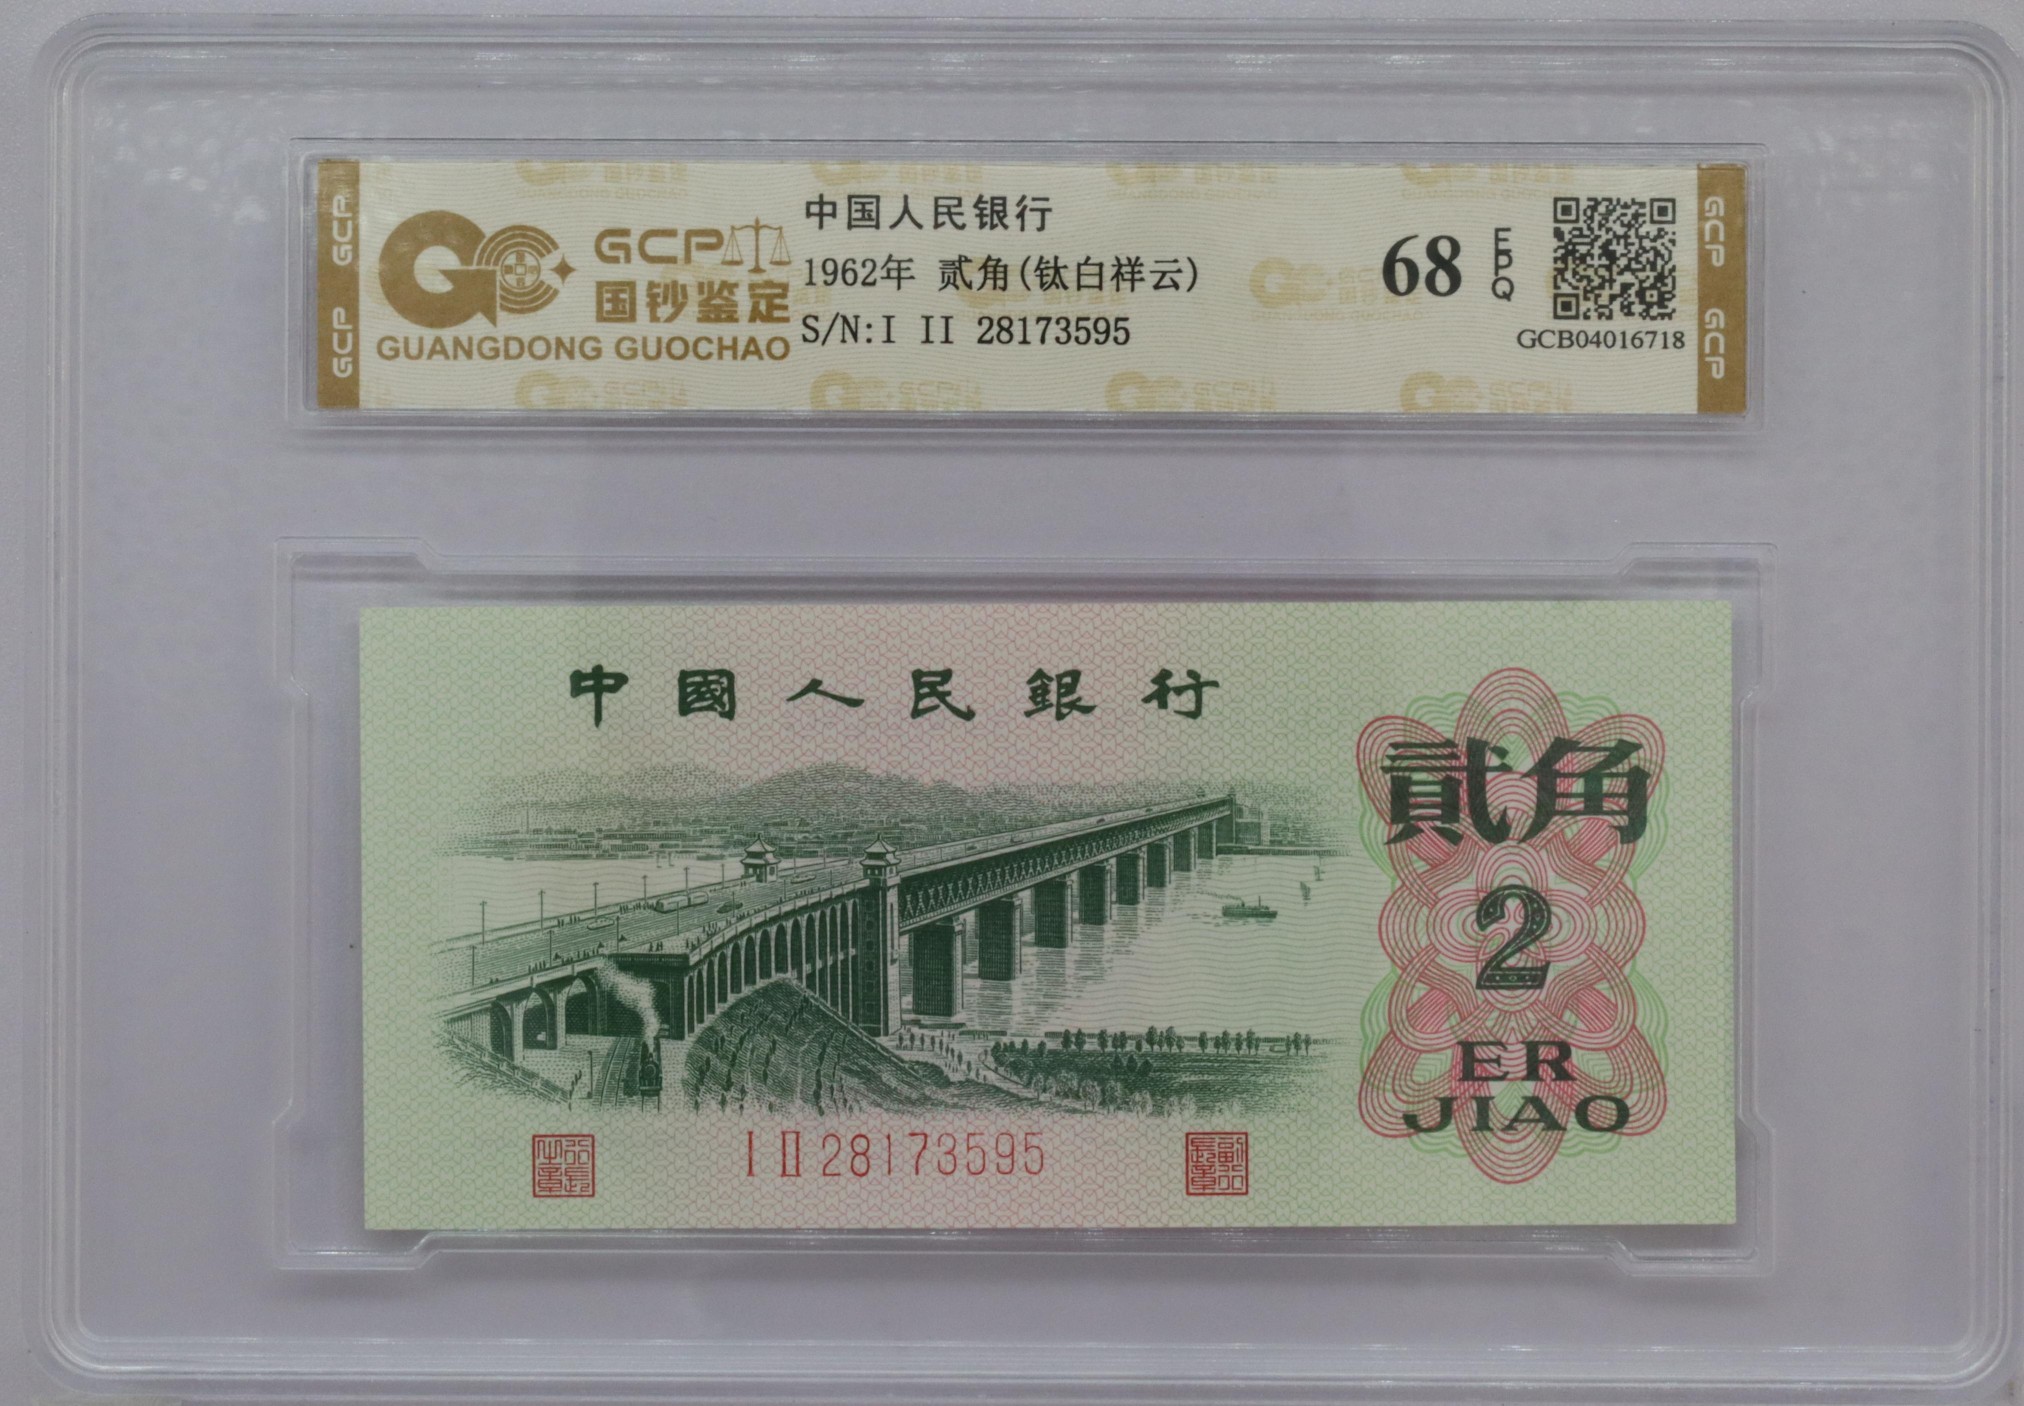 GCP
国钞鉴定
GUANGDONG GUOCHAO
中国人民银行
1962年 贰角(钛白祥云)
S/N:I II 28173595
68
EPQ
GCB04016718
GCP GCP
GCP GCP
中國人民銀行
貳角
2
ER
JIAO
I II 28173595